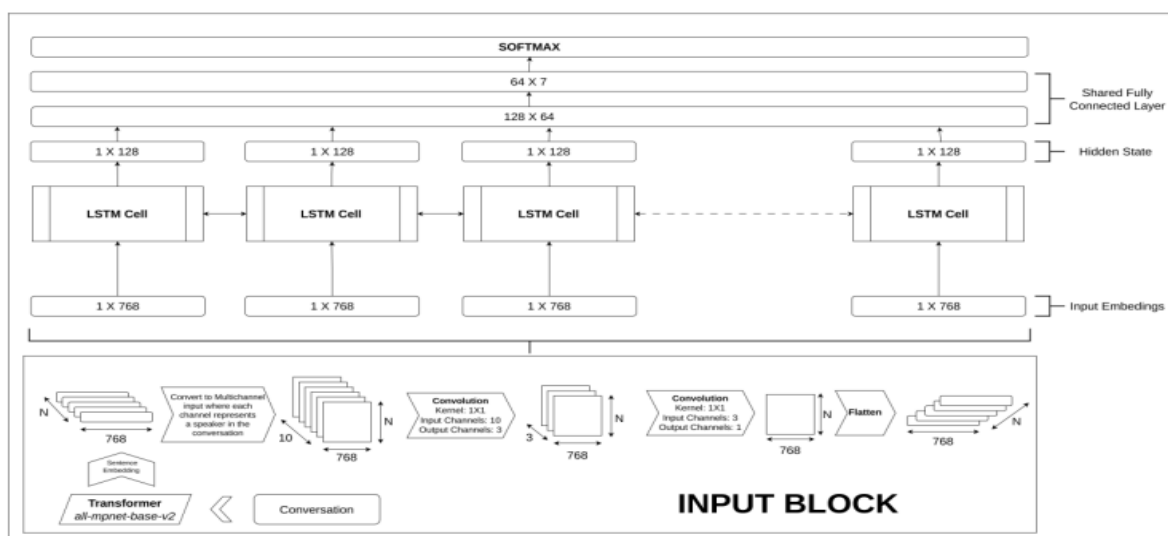 SOFTMAX
64 X 7
128 X 64
Shared Fully
Connected Layer
1 X 128
1 X 128
1 X 128
1 X 128
Hidden State
LSTM Cell
LSTM Cell
LSTM Cell
LSTM Cell
1 X 768
1 X 768
1 X 768
1 X 768
Input Embedings
N
768
Convert to Multichannel
input where each
channel represents
a speaker in the
conversation
10
N
768
Convolution
Kernel: 1X1
Input Channels: 10
Output Channels: 3
3
N
768
Convolution
Kernel: 1X1
Input Channels: 3
Output Channels: 1
N
768
Flatten
768
N
Sentence
Embedding
Transformer
all-mpnet-base-v2
Conversation
INPUT BLOCK